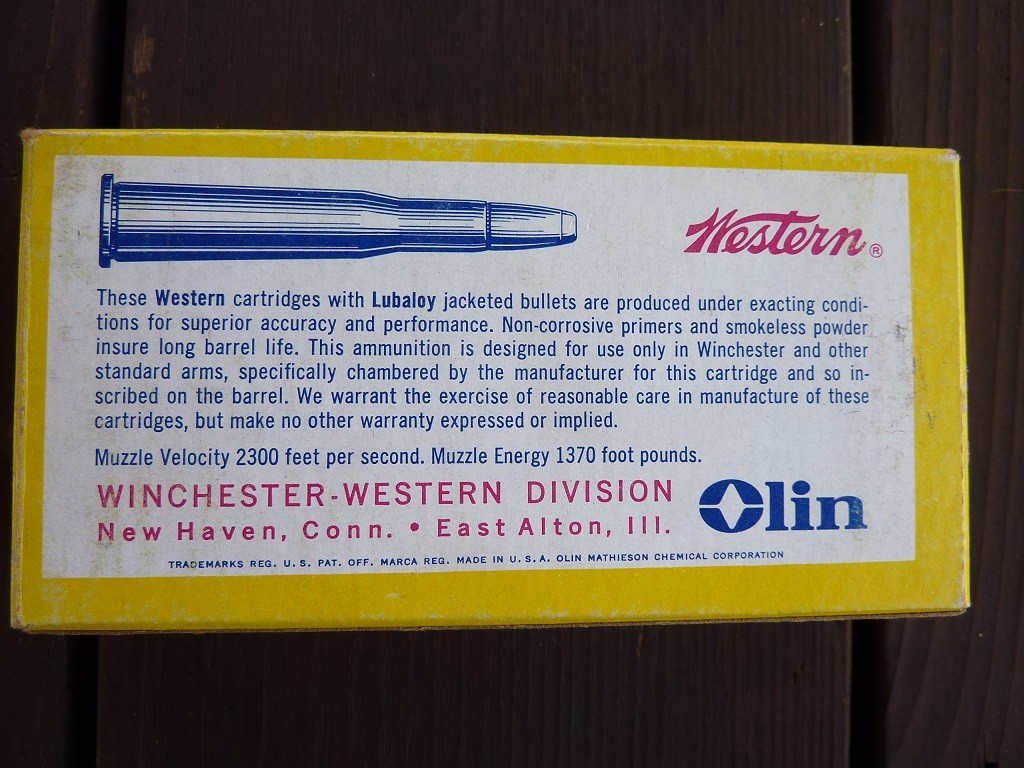 Western®
These Western cartridges with Lubaloy jacketed bullets are produced under exacting condi-
tions for superior accuracy and performance. Non-corrosive primers and smokeless powder
insure long barrel life. This ammunition is designed for use only in Winchester and other
standard arms, specifically chambered by the manufacturer for this cartridge and so in-
scribed on the barrel. We warrant the exercise of reasonable care in manufacture of these
cartridges, but make no other warranty expressed or implied.
Muzzle Velocity 2300 feet per second. Muzzle Energy 1370 foot pounds.
WINCHESTER-WESTERN DIVISION
New Haven, Conn. • East Alton, Ill.
Olin
TRADEMARKS REG. U. S. PAT. OFF. MARCA REG. MADE IN U. S. A. OLIN MATHIESON CHEMICAL CORPORATION